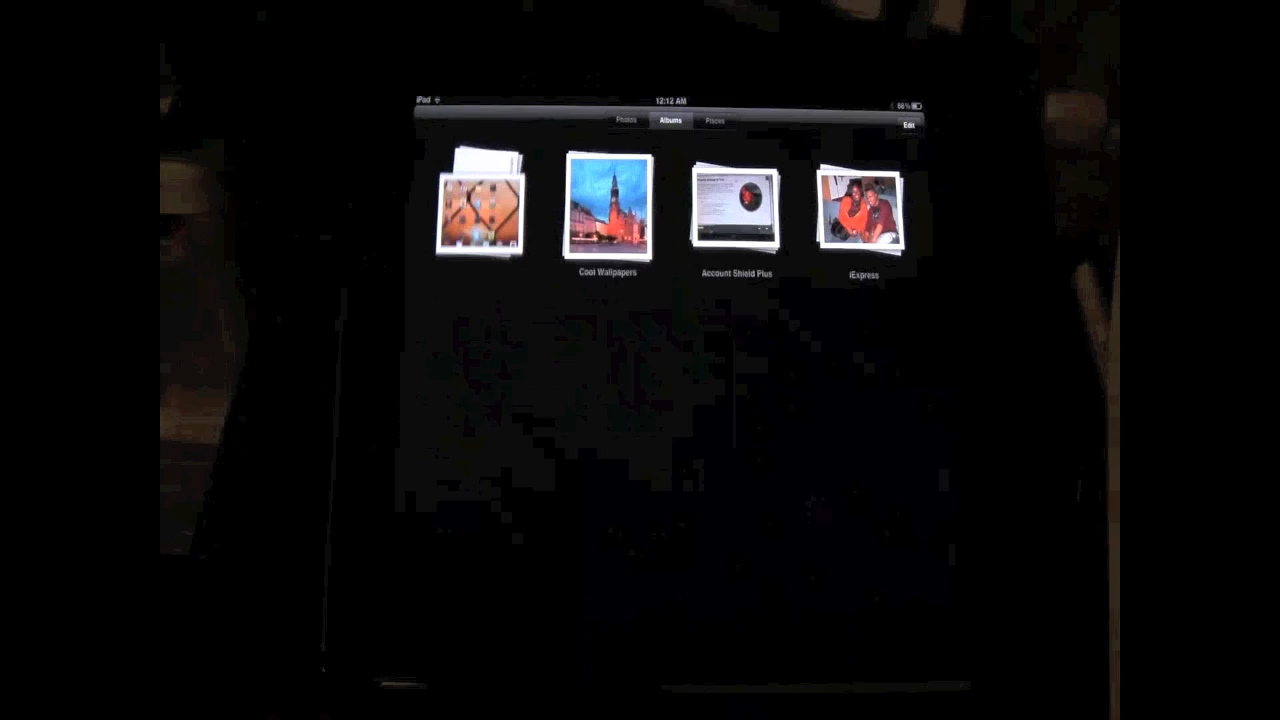 iPad 12:12 AM
Photos Albums Places Edit
Cool Wallpapers Account Shield Plus iExpress